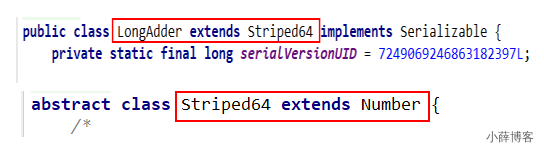 public class LongAdder extends Striped64 implements Serializable {
private static final long serialVersionUID = 7249069246863182397L;
abstract class Striped64 extends Number {
/*
小薛博客